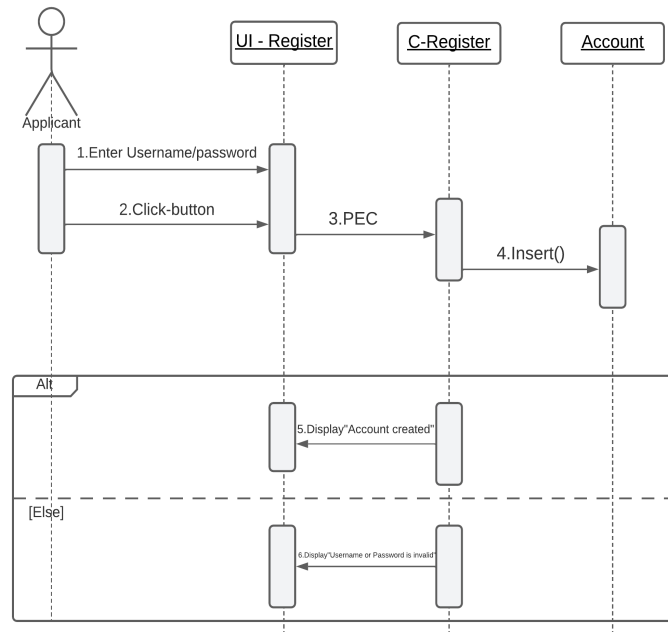 UI - Register
C-Register
Account
Applicant
1.Enter Username/password
2.Click-button
3.PEC
4.Insert()
Alt
5.Display"Account created"
[Else]
6.Display"Username or Password is invalid"